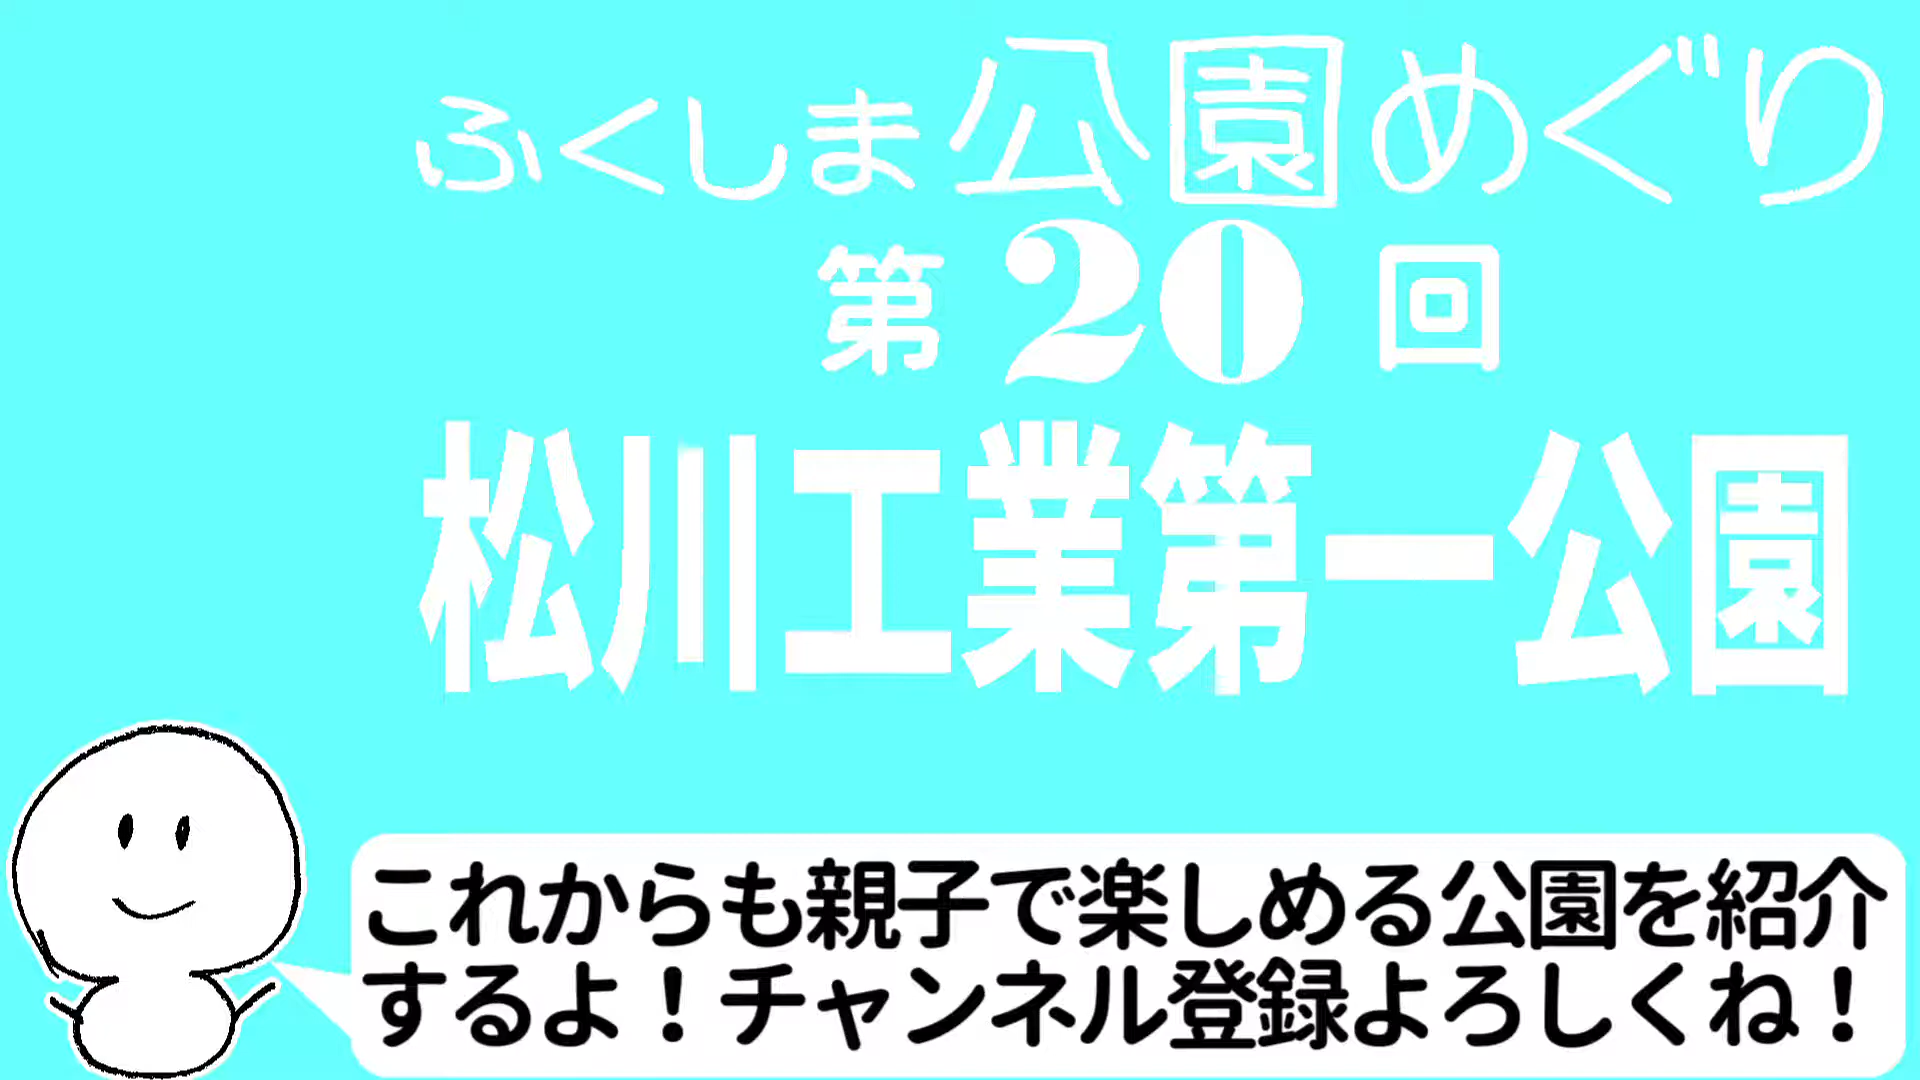 ふくしま公園めぐり
第20回
松川工業第一公園
これからも親子で楽しめる公園を紹介
するよ！チャンネル登録よろしくね！